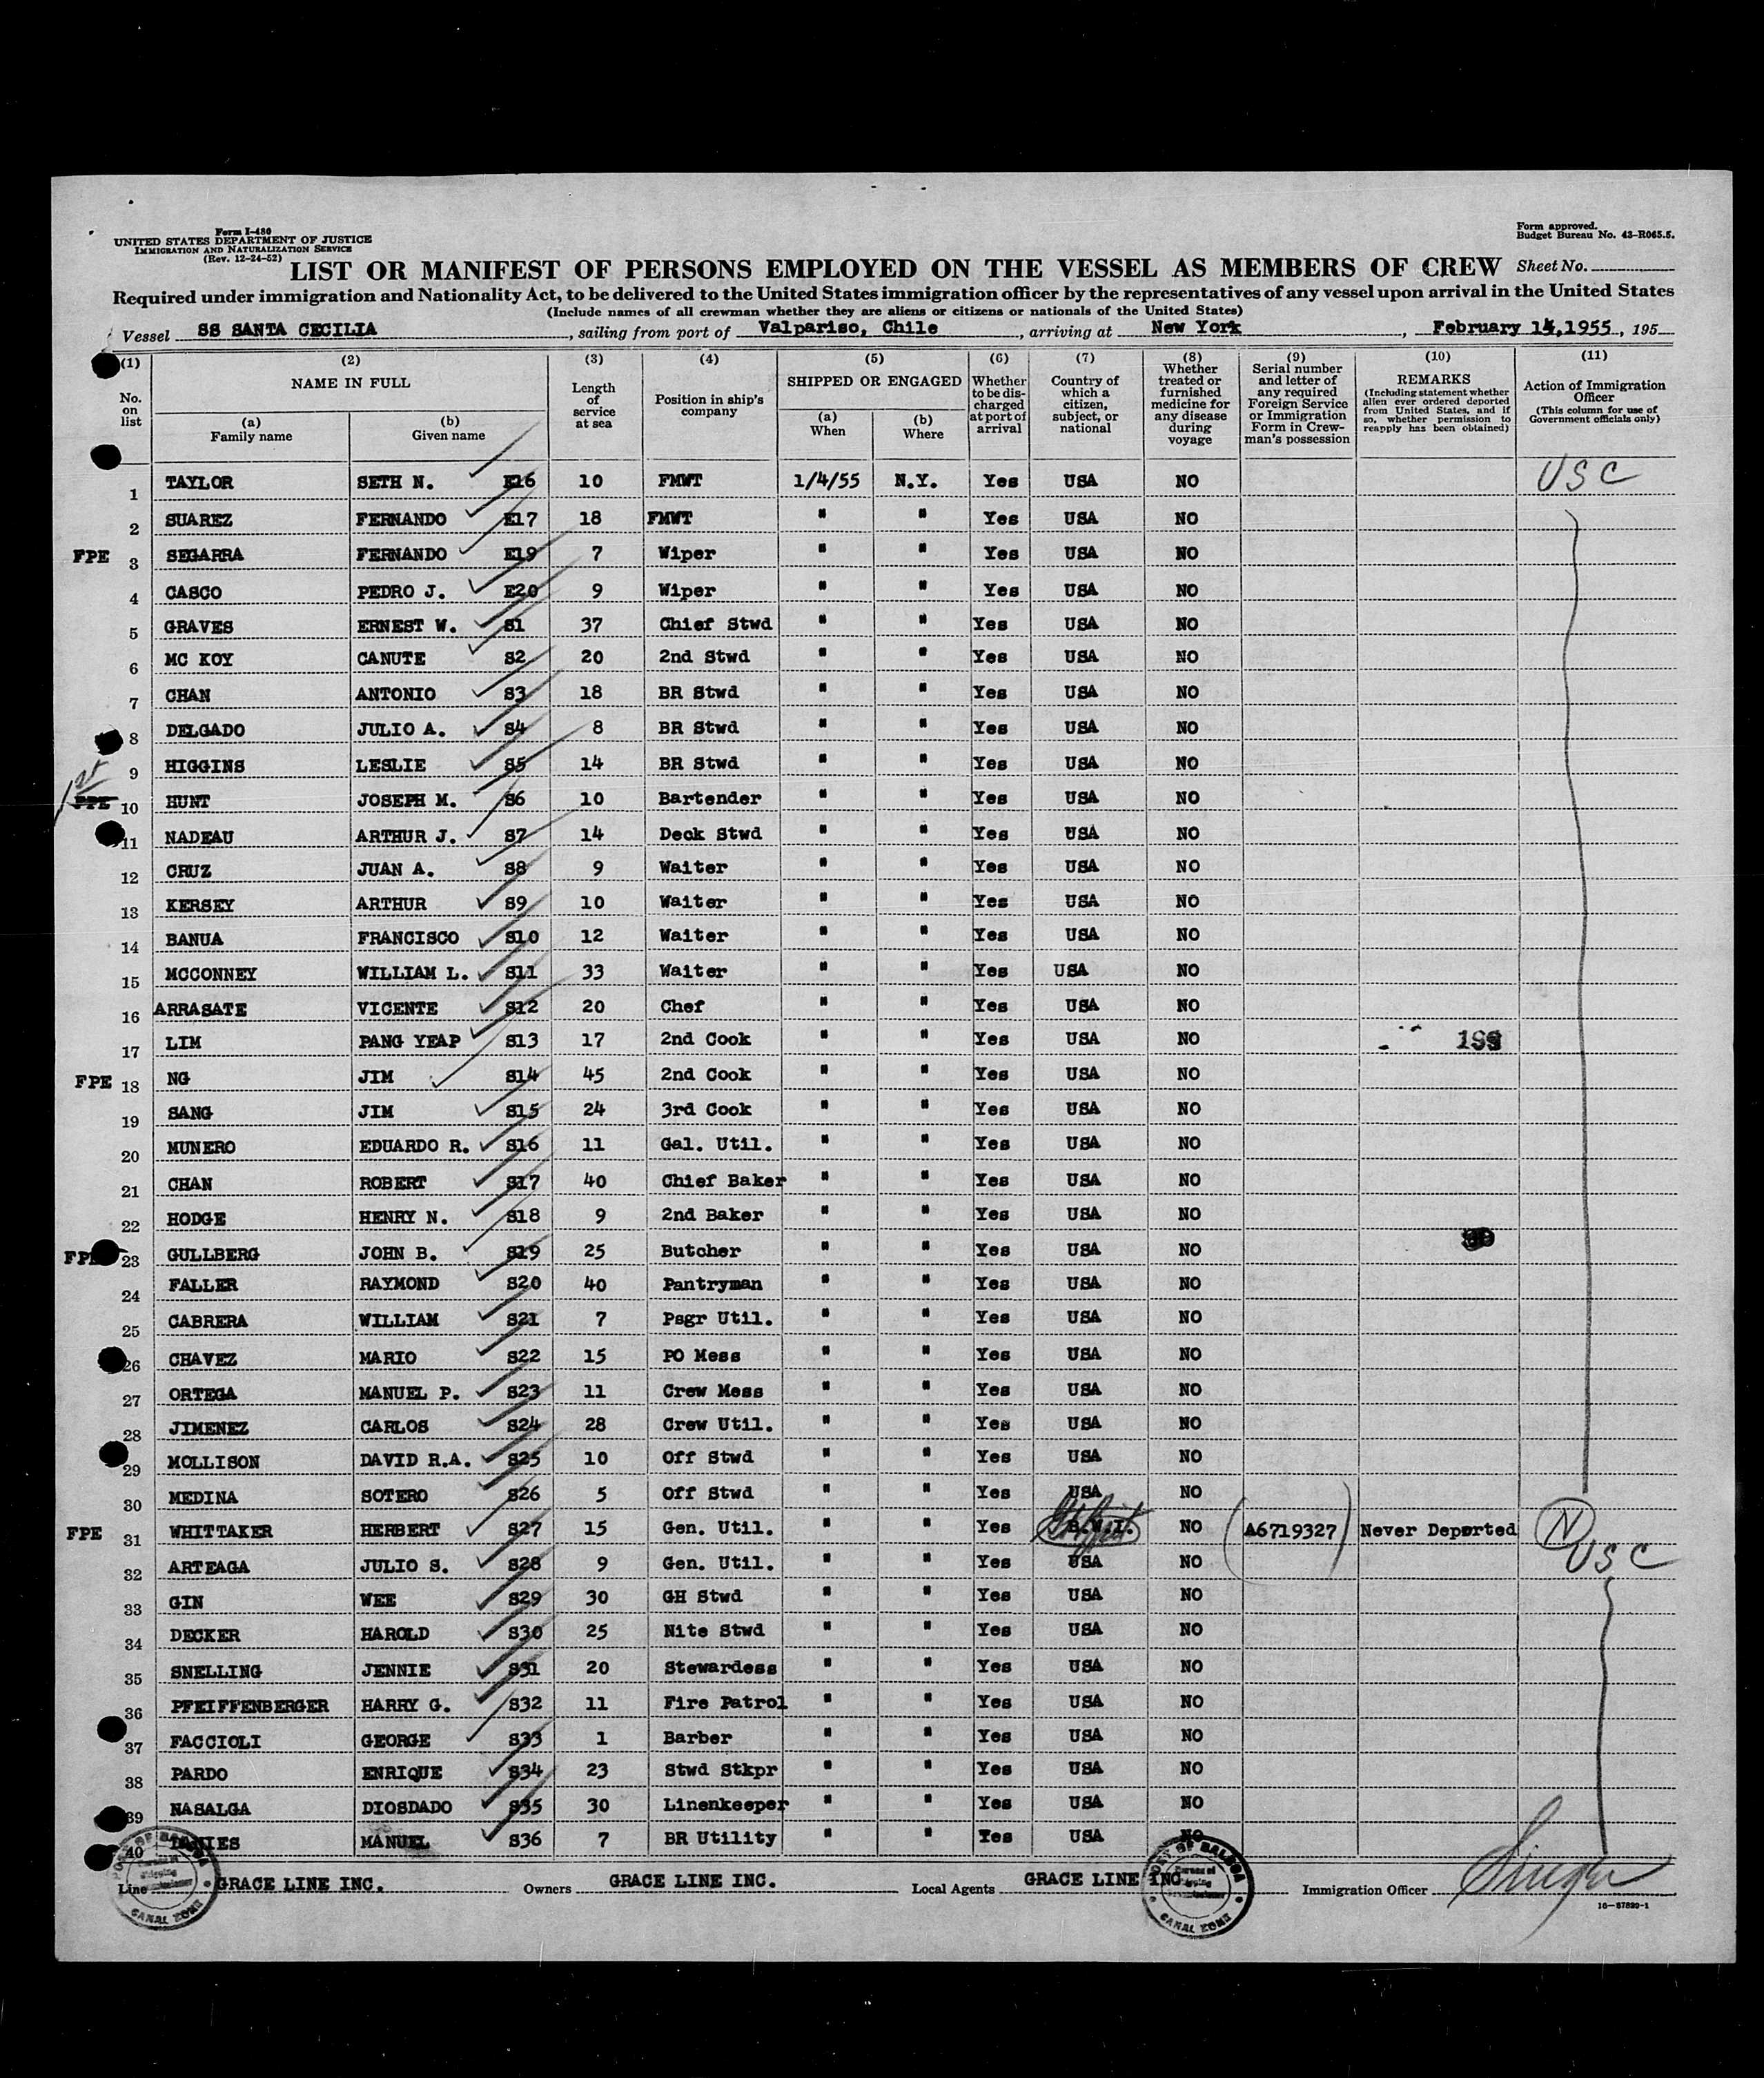 Form I-480
UNITED STATES DEPARTMENT OF JUSTICE
IMMIGRATION AND NATURALIZATION SERVICE
(Rev. 12-24-52)
Form approved.
Budget Bureau No. 43-R065.5.
LIST OR MANIFEST OF PERSONS EMPLOYED ON THE VESSEL AS MEMBERS OF CREW Sheet No.
Required under immigration and Nationality Act, to be delivered to the United States immigration officer by the representatives of any vessel upon arrival in the United States
(Include names of all crewman whether they are aliens or citizens or nationals of the United States)
Vessel SS SANTA CECILIA, sailing from port of Valpariso, Chile, arriving at New York, February 14, 1955, 195
(1) (2) (3) (4) (5) (6) (7) (8) (9) (10) (11)
No. on list
NAME IN FULL
(a) Family name
(b) Given name
Length of service at sea
Position in ship's company
SHIPPED OR ENGAGED
(a) When
(b) Where
Whether to be discharged at port of arrival
Country of which a citizen, subject, or national
Whether treated or furnished medicine for any disease during voyage
Serial number and letter of any required Foreign Service or Immigration Form in Crewman's possession
REMARKS
(Including statement whether alien ever ordered deported from United States, and if so, whether permission to reapply has been obtained)
Action of Immigration Officer
(This column for use of Government officials only)
1 TAYLOR SETH N. E16 10 FMWT 1/4/55 N.Y. Yes USA NO USC
2 SUAREZ FERNANDO E17 18 FMWT " " Yes USA NO
FPE 3 SEGARRA FERNANDO E19 7 Wiper " " Yes USA NO
4 CASCO PEDRO J. E20 9 Wiper " " Yes USA NO
5 GRAVES ERNEST W. S1 37 Chief Stwd " " Yes USA NO
6 MC KOY CANUTE S2 20 2nd Stwd " " Yes USA NO
7 CHAN ANTONIO S3 18 BR Stwd " " Yes USA NO
8 DELGADO JULIO A. S4 8 BR Stwd " " Yes USA NO
9 HIGGINS LESLIE S5 14 BR Stwd " " Yes USA NO
1st FPE 10 HUNT JOSEPH M. S6 10 Bartender " " Yes USA NO
11 NADEAU ARTHUR J. S7 14 Deck Stwd " " Yes USA NO
12 CRUZ JUAN A. S8 9 Waiter " " Yes USA NO
13 KERSEY ARTHUR S9 10 Waiter " " Yes USA NO
14 BANUA FRANCISCO S10 12 Waiter " " Yes USA NO
15 MCCONNEY WILLIAM L. S11 33 Waiter " " Yes USA NO
16 ARRASATE VICENTE S12 20 Chef " " Yes USA NO
17 LIM PANG YEAP S13 17 2nd Cook " " Yes USA NO
FPE 18 NG JIM S14 45 2nd Cook " " Yes USA NO
19 SANG JIM S15 24 3rd Cook " " Yes USA NO
20 MUNERO EDUARDO R. S16 11 Gal. Util. " " Yes USA NO
21 CHAN ROBERT S17 40 Chief Baker " " Yes USA NO
22 HODGE HENRY N. S18 9 2nd Baker " " Yes USA NO
FPE 23 GULLBERG JOHN B. S19 25 Butcher " " Yes USA NO
24 FALLER RAYMOND S20 40 Pantryman " " Yes USA NO
25 CABRERA WILLIAM S21 7 Psgr Util. " " Yes USA NO
26 CHAVEZ MARIO S22 15 PO Mess " " Yes USA NO
27 ORTEGA MANUEL P. S23 11 Crew Mess " " Yes USA NO
28 JIMENEZ CARLOS S24 28 Crew Util. " " Yes USA NO
29 MOLLISON DAVID R.A. S25 10 Off Stwd " " Yes USA NO
30 MEDINA SOTERO S26 5 Off Stwd " " Yes USA NO
FPE 31 WHITTAKER HERBERT S27 15 Gen. Util. " " Yes B.W.I. NO A6719327 Never Deported N
32 ARTEAGA JULIO S. S28 9 Gen. Util. " " Yes USA NO USC
33 GIN WEE S29 30 GH Stwd " " Yes USA NO
34 DECKER HAROLD S30 25 Nite Stwd " " Yes USA NO
35 SNELLING JENNIE S31 20 Stewardess " " Yes USA NO
36 PFEIFFENBERGER HARRY G. S32 11 Fire Patrol " " Yes USA NO
37 FACCIOLI GEORGE S33 1 Barber " " Yes USA NO
38 PARDO ENRIQUE S34 23 Stwd Stkpr " " Yes USA NO
39 NASALGA DIOSDADO S35 30 Linenkeeper " " Yes USA NO
40 MANUEL S36 7 BR Utility " " Yes USA NO
Line GRACE LINE INC. Owners GRACE LINE INC. Local Agents GRACE LINE INC. Immigration Officer
PORT OF BALBOA CANAL ZONE
PORT OF BALBOA CANAL ZONE
16-67829-1